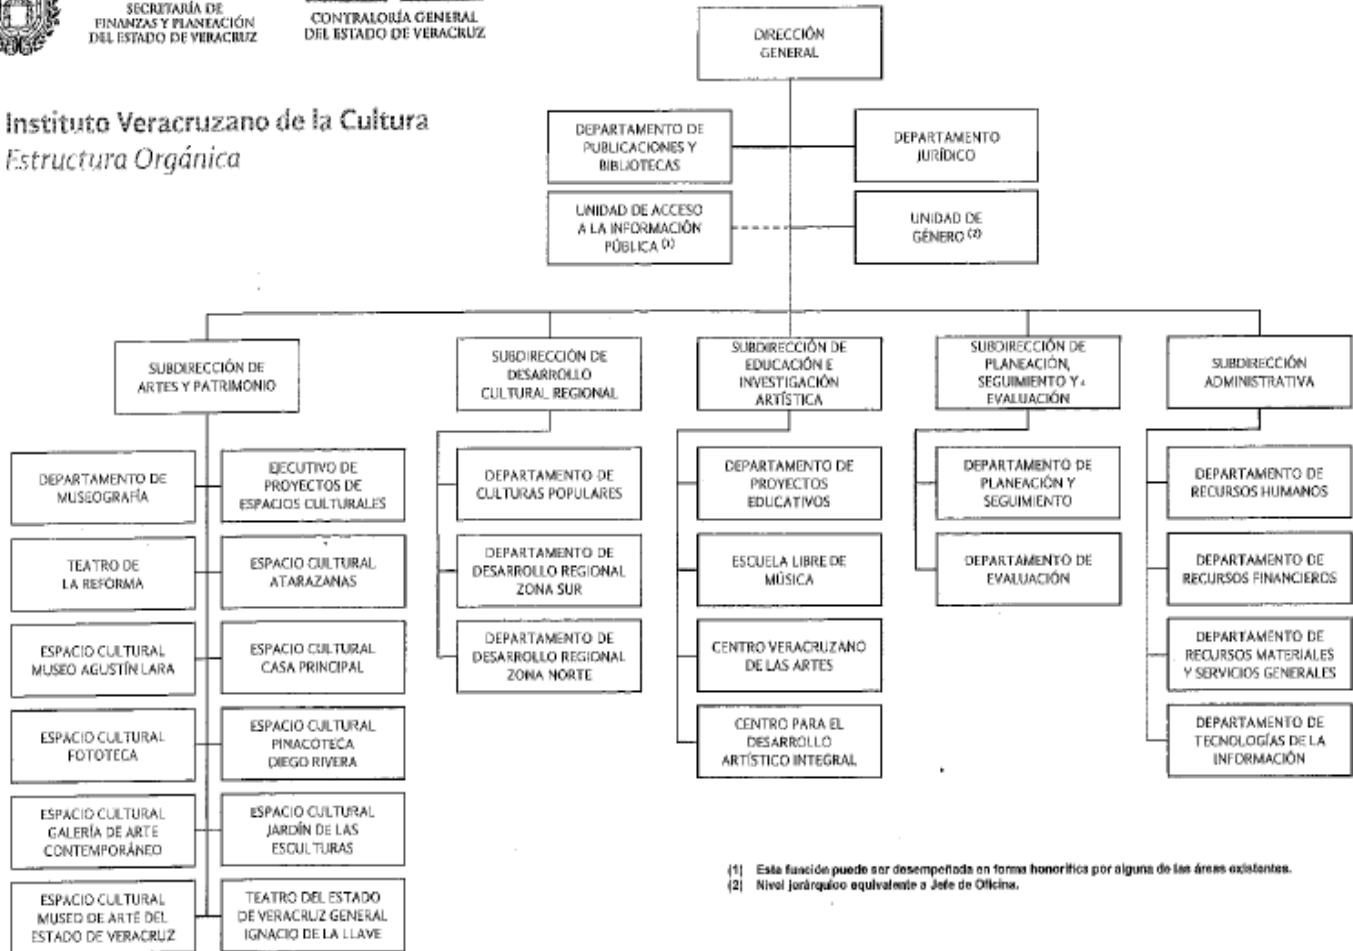 SECRETARÍA DE
FINANZAS Y PLANEACIÓN
DEL ESTADO DE VERACRUZ
CONTRALORÍA GENERAL
DEL ESTADO DE VERACRUZ
Instituto Veracruzano de la Cultura
Estructura Orgánica
DIRECCIÓN
GENERAL
DEPARTAMENTO DE
PUBLICACIONES Y
BIBLIOTECAS
DEPARTAMENTO
JURÍDICO
UNIDAD DE ACCESO
A LA INFORMACIÓN
PÚBLICA (1)
UNIDAD DE
GÉNERO (2)
SUBDIRECCIÓN DE
ARTES Y PATRIMONIO
SUBDIRECCIÓN DE
DESARROLLO
CULTURAL REGIONAL
SUBDIRECCIÓN DE
EDUCACIÓN E
INVESTIGACIÓN
ARTÍSTICA
SUBDIRECCIÓN DE
PLANEACIÓN,
SEGUIMIENTO Y
EVALUACIÓN
SUBDIRECCIÓN
ADMINISTRATIVA
DEPARTAMENTO DE
MUSEOGRAFÍA
EJECUTIVO DE
PROYECTOS DE
ESPACIOS CULTURALES
TEATRO DE
LA REFORMA
ESPACIO CULTURAL
ATARAZANAS
ESPACIO CULTURAL
MUSEO AGUSTÍN LARA
ESPACIO CULTURAL
CASA PRINCIPAL
ESPACIO CULTURAL
FOTOTECA
ESPACIO CULTURAL
PINACOTECA
DIEGO RIVERA
ESPACIO CULTURAL
GALERÍA DE ARTE
CONTEMPORÁNEO
ESPACIO CULTURAL
JARDÍN DE LAS
ESCULTURAS
ESPACIO CULTURAL
MUSEO DE ARTE DEL
ESTADO DE VERACRUZ
TEATRO DEL ESTADO
DE VERACRUZ GENERAL
IGNACIO DE LA LLAVE
DEPARTAMENTO DE
CULTURAS POPULARES
DEPARTAMENTO DE
DESARROLLO REGIONAL
ZONA SUR
DEPARTAMENTO DE
DESARROLLO REGIONAL
ZONA NORTE
DEPARTAMENTO DE
PROYECTOS
EDUCATIVOS
ESCUELA LIBRE DE
MÚSICA
CENTRO VERACRUZANO
DE LAS ARTES
CENTRO PARA EL
DESARROLLO
ARTÍSTICO INTEGRAL
DEPARTAMENTO DE
PLANEACIÓN Y
SEGUIMIENTO
DEPARTAMENTO DE
EVALUACIÓN
DEPARTAMENTO DE
RECURSOS HUMANOS
DEPARTAMENTO DE
RECURSOS FINANCIEROS
DEPARTAMENTO DE
RECURSOS MATERIALES
Y SERVICIOS GENERALES
DEPARTAMENTO DE
TECNOLOGÍAS DE LA
INFORMACIÓN
(1) Esta función puede ser desempeñada en forma honorífica por alguna de las áreas existentes.
(2) Nivel jerárquico equivalente a Jefe de Oficina.